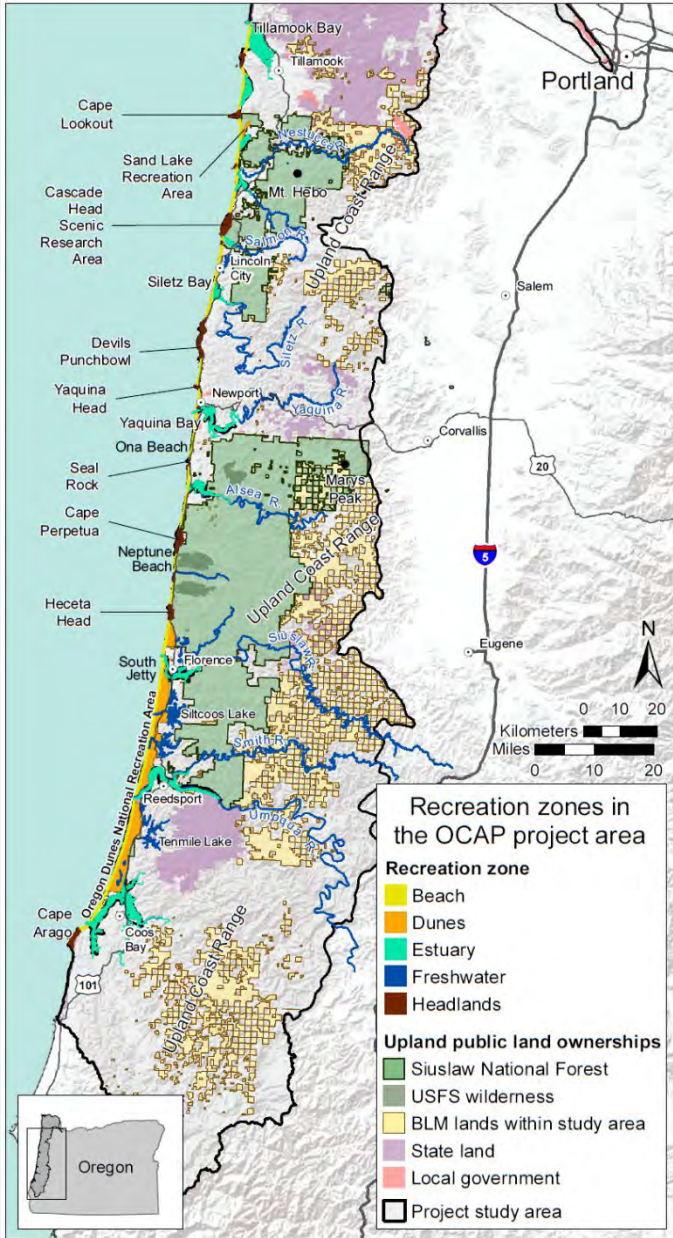 Tillamook Bay
Tillamook
Portland
Cape
Lookout
Nestucca R.
Sand Lake
Recreation
Area
Mt. Hebo
Upland Coast Range
Cascade
Head
Scenic
Research
Area
Salmon R.
Lincoln
City
Siletz Bay
Salem
Siletz R.
Devils
Punchbowl
Yaquina
Head
Newport
Yaquina R.
Yaquina Bay
Corvallis
Ona Beach
20
Seal
Rock
Marys
Peak
Alsea R.
Cape
Perpetua
Upland Coast Range
Neptune
Beach
5
Heceta
Head
Siuslaw R.
Eugene
N
South
Jetty
Florence
Siltcoos Lake
Kilometers
0 10 20
Miles
0 10 20
Smith R.
Oregon Dunes National Recreation Area
Reedsport
Umpqua R.
Tenmile Lake
Cape
Arago
Coos
Bay
101
Upland Coast Range
Oregon
Recreation zones in
the OCAP project area
Recreation zone
Beach
Dunes
Estuary
Freshwater
Headlands
Upland public land ownerships
Siuslaw National Forest
USFS wilderness
BLM lands within study area
State land
Local government
Project study area